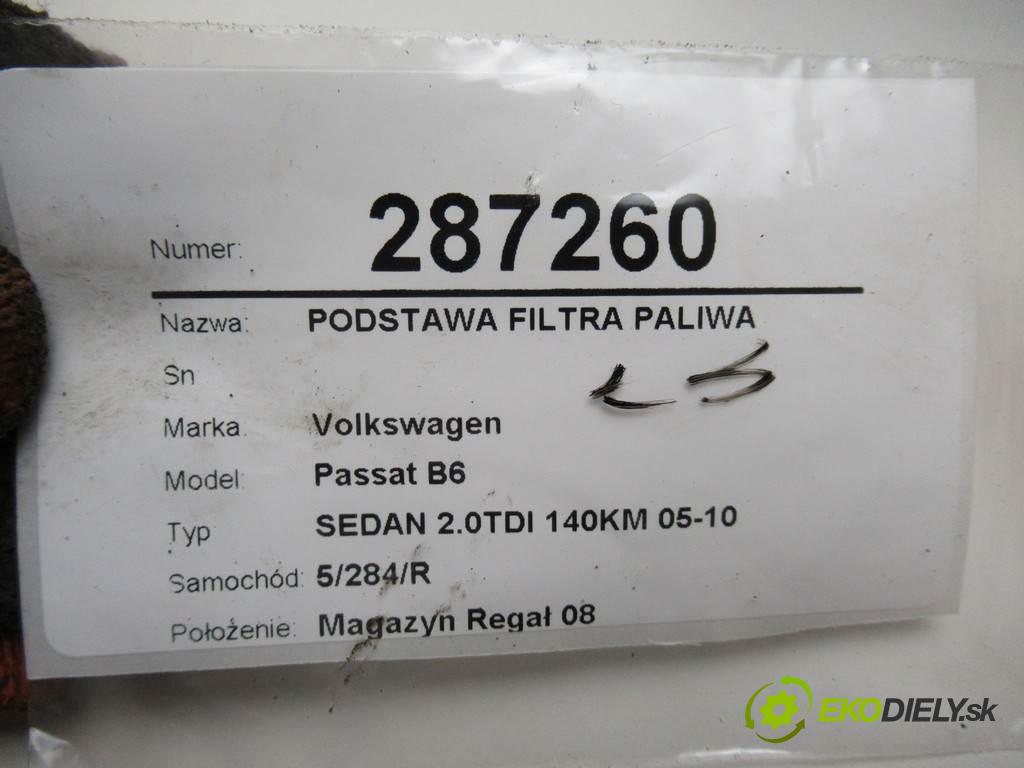 Numer: 287260
Nazwa: PODSTAWA FILTRA PALIWA
Sn
Marka: Volkswagen
Model: Passat B6
Typ SEDAN 2.0TDI 140KM 05-10
Samochód: 5/284/R
Położenie: Magazyn Regał 08
EKODIELY.sk